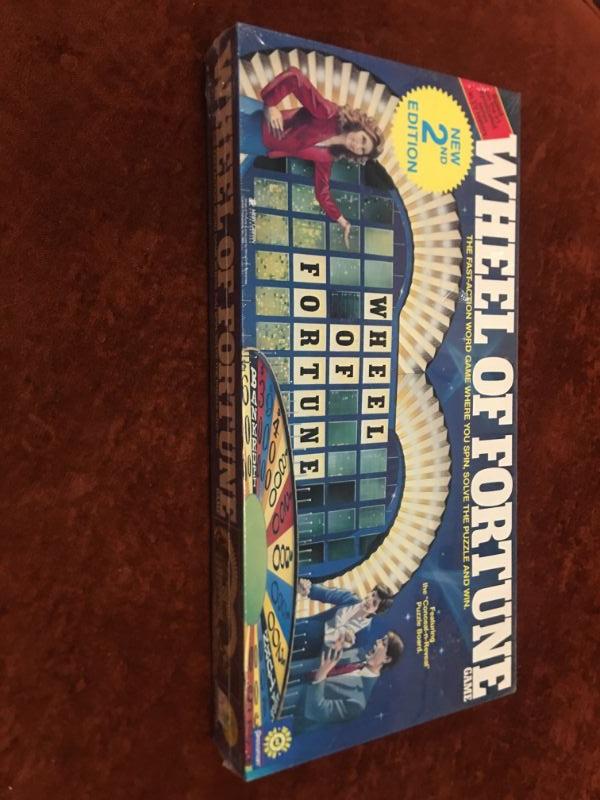 WHEEL OF FORTUNE
GAME
THE FAST-ACTION WORD GAME WHERE YOU SPIN, SOLVE THE PUZZLE AND WIN.
NEW
2ND
EDITION
WHEEL
OF
FORTUNE
Featuring
the "Conceal-n-Reveal"
Puzzle Board.
Pressman
WHEEL OF FORTUNE